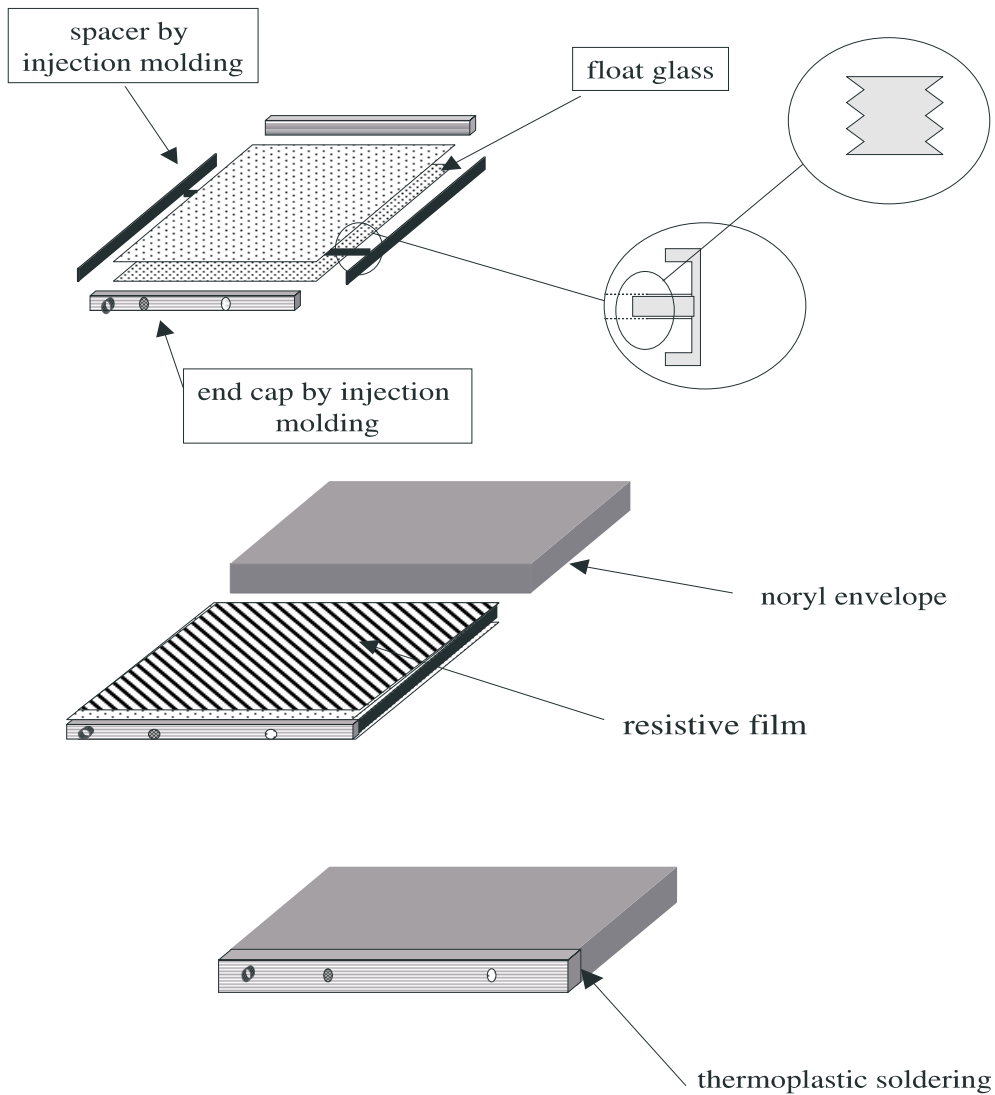 spacer by
injection molding
float glass
end cap by injection
molding
noryl envelope
resistive film
thermoplastic soldering